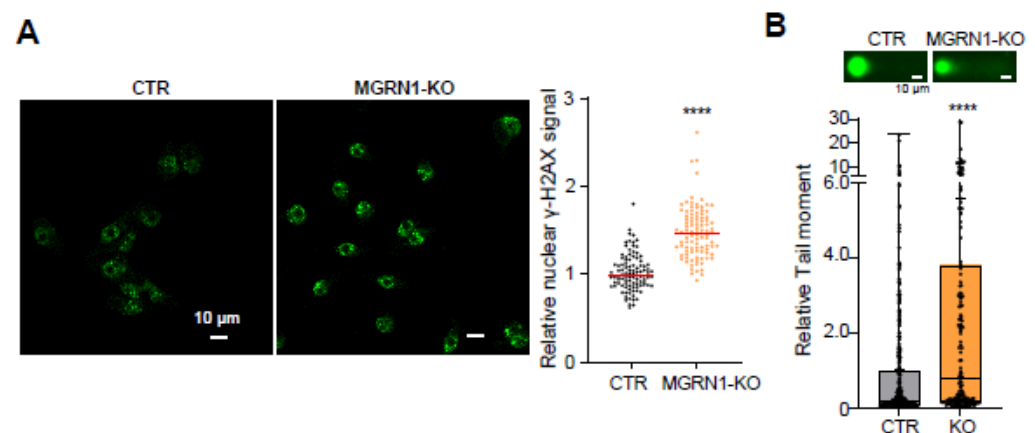 A
CTR
MGRN1-KO
10 µm
Relative nuclear γ-H2AX signal
3
2
1
0
****
CTR
MGRN1-KO
B
CTR
MGRN1-KO
10 µm
****
Relative Tail moment
30
20
10
6.0
4.0
2.0
0
CTR
KO